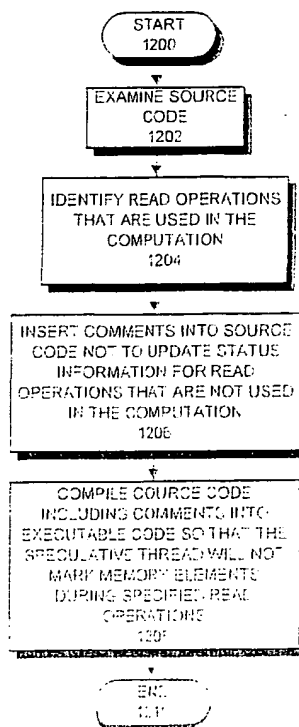 START
1200
EXAMINE SOURCE
CODE
1202
IDENTIFY READ OPERATIONS
THAT ARE USED IN THE
COMPUTATION
1204
INSERT COMMENTS INTO SOURCE
CODE NOT TO UPDATE STATUS
INFORMATION FOR READ
OPERATIONS THAT ARE NOT USED
IN THE COMPUTATION
1206
COMPILE COURCE CODE
INCLUDING COMMENTS INTO
EXECUTABLE CODE SO THAT THE
SPECULATIVE THREAD WILL NOT
MARK MEMORY ELEMENTS
DURING SPECIFIED READ
OPERATIONS
END